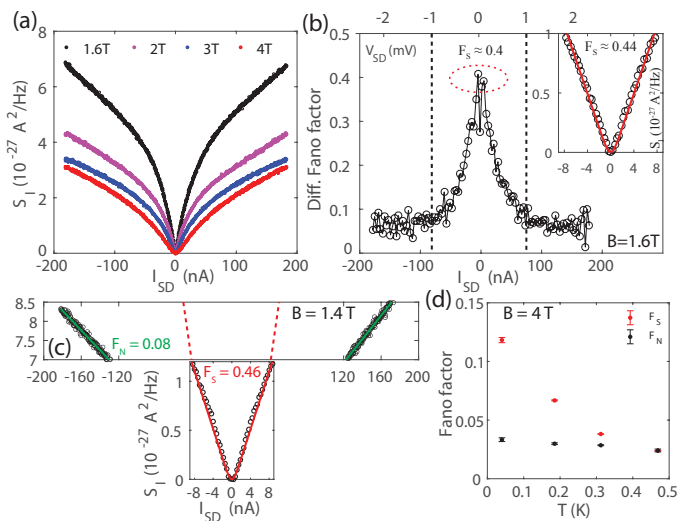 (a)
8
6
4
2
0
S_I (10^-27 A^2/Hz)
1.6T
2T
3T
4T
-200
-100
0
100
200
I_SD (nA)
(b)
-2
-1
0
1
2
V_SD (mV)
F_S ≈ 0.4
0.5
0.4
0.3
0.2
0.1
0
Diff. Fano factor
B=1.6T
-200
-100
0
100
200
I_SD (nA)
F_S ≈ 0.44
1
0.5
0
S_I (10^-27 A^2/Hz)
-8
-4
0
4
8
(c)
8.5
8
7.5
7
F_N = 0.08
B = 1.4 T
-200
-160
-120
120
160
200
F_S = 0.46
1
0.5
0
S_I (10^-27 A^2/Hz)
-8
-4
0
4
8
I_SD (nA)
(d)
B = 4T
F_S
F_N
0.15
0.1
0.05
0
Fano factor
0
0.1
0.2
0.3
0.4
0.5
T (K)